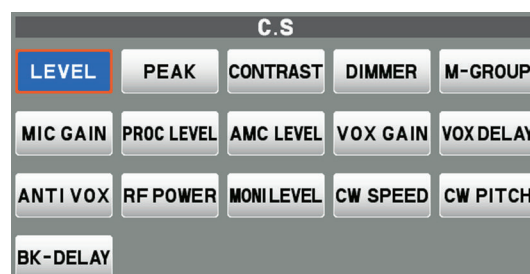 C.S
LEVEL PEAK CONTRAST DIMMER M-GROUP
MIC GAIN PROC LEVEL AMC LEVEL VOX GAIN VOX DELAY
ANTI VOX RF POWER MONI LEVEL CW SPEED CW PITCH
BK-DELAY